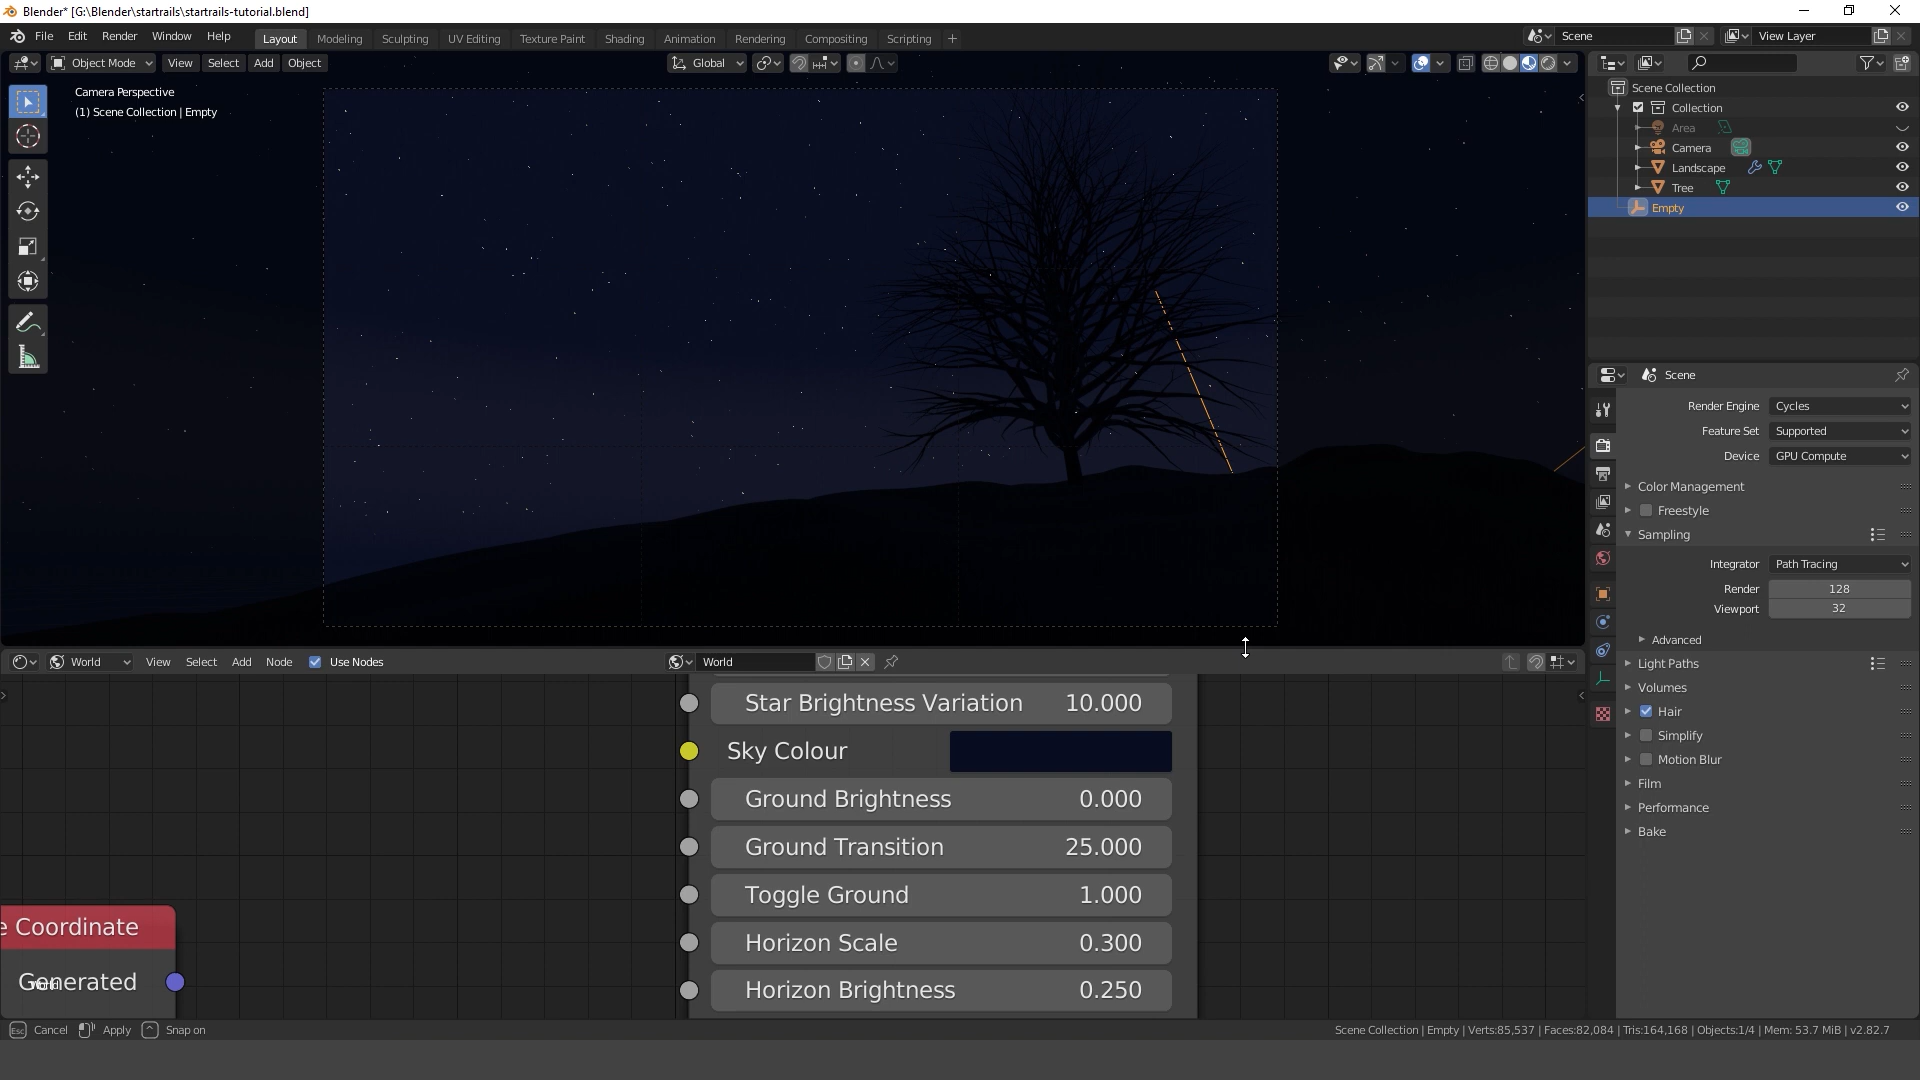 Blender* [G:\Blender\startrails\startrails-tutorial.blend]
File Edit Render Window Help
Layout Modeling Sculpting UV Editing Texture Paint Shading Animation Rendering Compositing Scripting +
Scene
View Layer
Object Mode View Select Add Object
Global
Camera Perspective
(1) Scene Collection | Empty
Scene Collection
Collection
Area
Camera
Landscape
Tree
Empty
Scene
Render Engine Cycles
Feature Set Supported
Device GPU Compute
Color Management
Freestyle
Sampling
Integrator Path Tracing
Render 128
Viewport 32
Advanced
Light Paths
Volumes
Hair
Simplify
Motion Blur
Film
Performance
Bake
World View Select Add Node Use Nodes
World
Star Brightness Variation 10.000
Sky Colour
Ground Brightness 0.000
Ground Transition 25.000
Toggle Ground 1.000
Horizon Scale 0.300
Horizon Brightness 0.250
e Coordinate
Generated
World
Esc Cancel Apply Snap on
Scene Collection | Empty | Verts:85,537 | Faces:82,084 | Tris:164,168 | Objects:1/4 | Mem: 53.7 MiB | v2.82.7